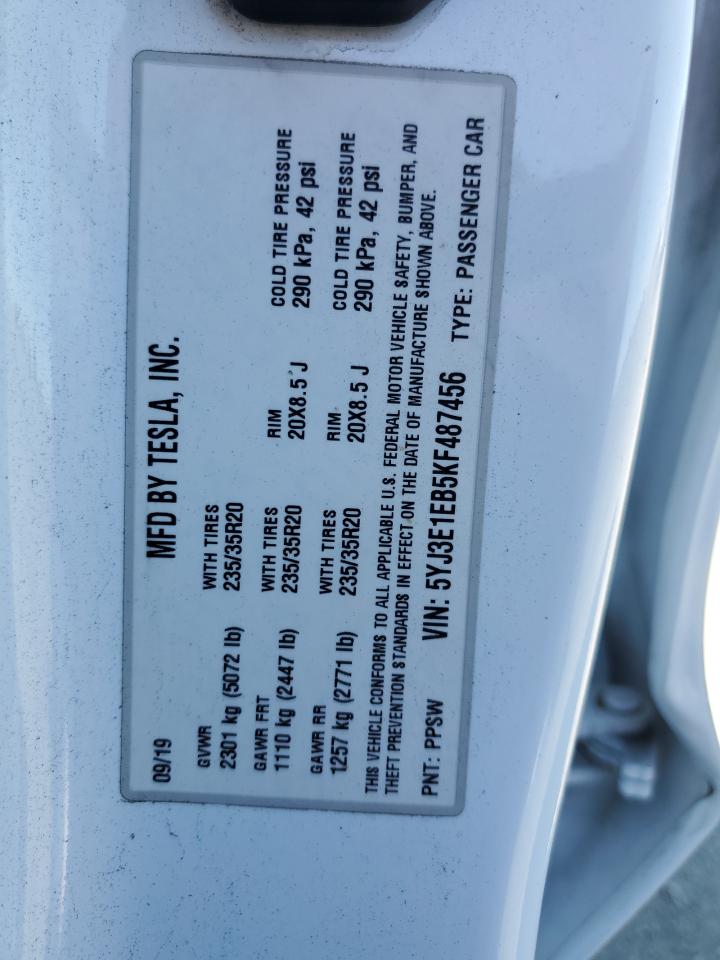 MFD BY TESLA, INC.
09/19
GVWR WITH TIRES
2301 kg (5072 lb) 235/35R20
GAWR FRT WITH TIRES RIM COLD TIRE PRESSURE
1110 kg (2447 lb) 235/35R20 20X8.5 J 290 kPa, 42 psi
GAWR RR WITH TIRES RIM COLD TIRE PRESSURE
1257 kg (2771 lb) 235/35R20 20X8.5 J 290 kPa, 42 psi
THIS VEHICLE CONFORMS TO ALL APPLICABLE U.S. FEDERAL MOTOR VEHICLE SAFETY, BUMPER, AND
THEFT PREVENTION STANDARDS IN EFFECT ON THE DATE OF MANUFACTURE SHOWN ABOVE.
PNT: PPSW VIN: 5YJ3E1EB5KF487456 TYPE: PASSENGER CAR